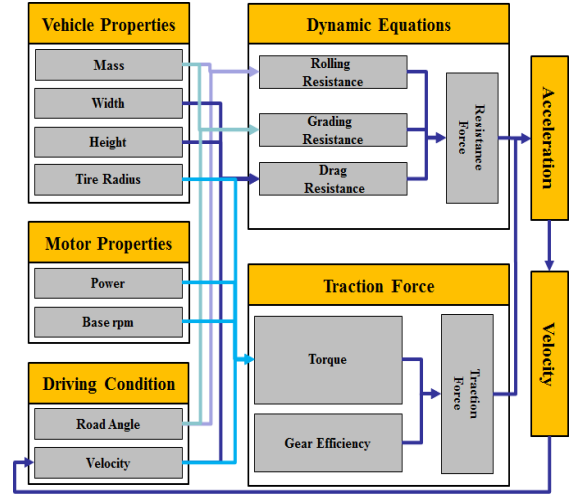 Vehicle Properties
Mass
Width
Height
Tire Radius
Motor Properties
Power
Base rpm
Driving Condition
Road Angle
Velocity
Dynamic Equations
Rolling
Resistance
Grading
Resistance
Drag
Resistance
Resistance
Force
Traction Force
Torque
Gear Efficiency
Traction
Force
Acceleration
Velocity